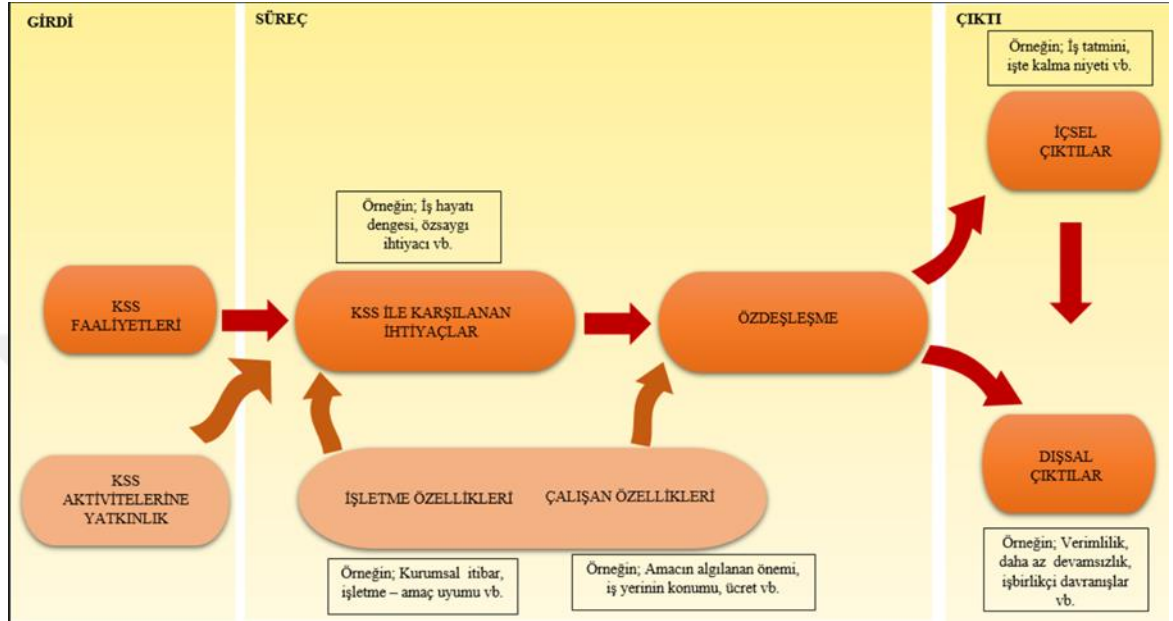 GİRDİ
SÜREÇ
ÇIKTI
Örneğin; İş tatmini,
işte kalma niyeti vb.
İÇSEL
ÇIKTILAR
Örneğin; İş hayatı
dengesi, özsaygı
ihtiyacı vb.
KSS
FAALİYETLERİ
KSS İLE KARŞILANAN
İHTİYAÇLAR
ÖZDEŞLEŞME
KSS
AKTİVİTELERİNE
YATKINLIK
İŞLETME ÖZELLİKLERİ
ÇALIŞAN ÖZELLİKLERİ
DIŞSAL
ÇIKTILAR
Örneğin; Kurumsal itibar,
işletme – amaç uyumu vb.
Örneğin; Amacın algılanan önemi,
iş yerinin konumu, ücret vb.
Örneğin; Verimlilik,
daha az devamsızlık,
işbirlikçi davranışlar
vb.